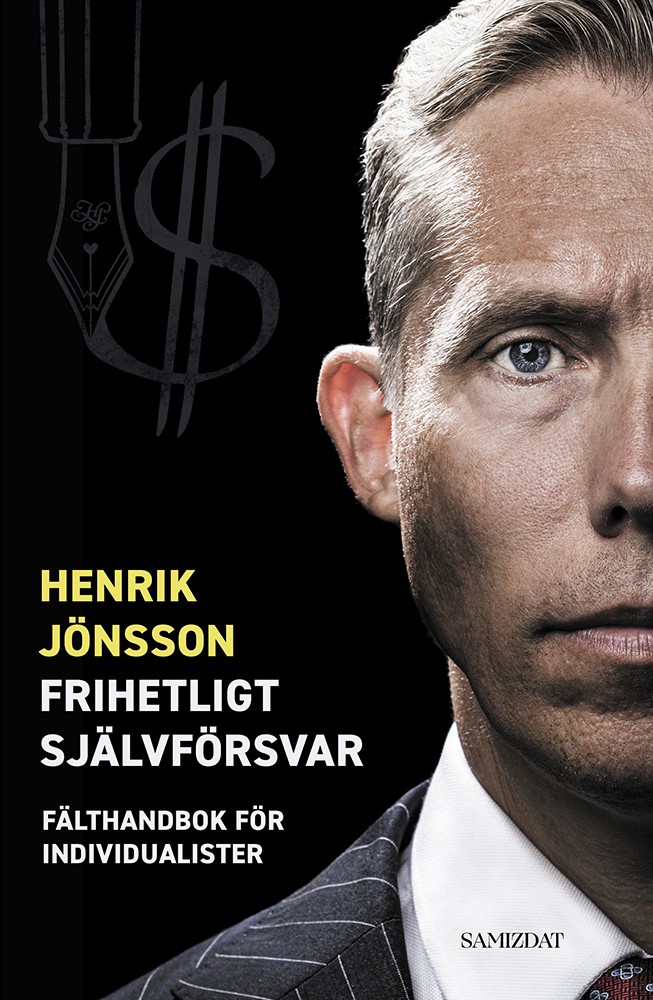 HENRIK
JÖNSSON
FRIHETLIGT
SJÄLVFÖRSVAR
FÄLTHANDBOK FÖR
INDIVIDUALISTER
SAMIZDAT